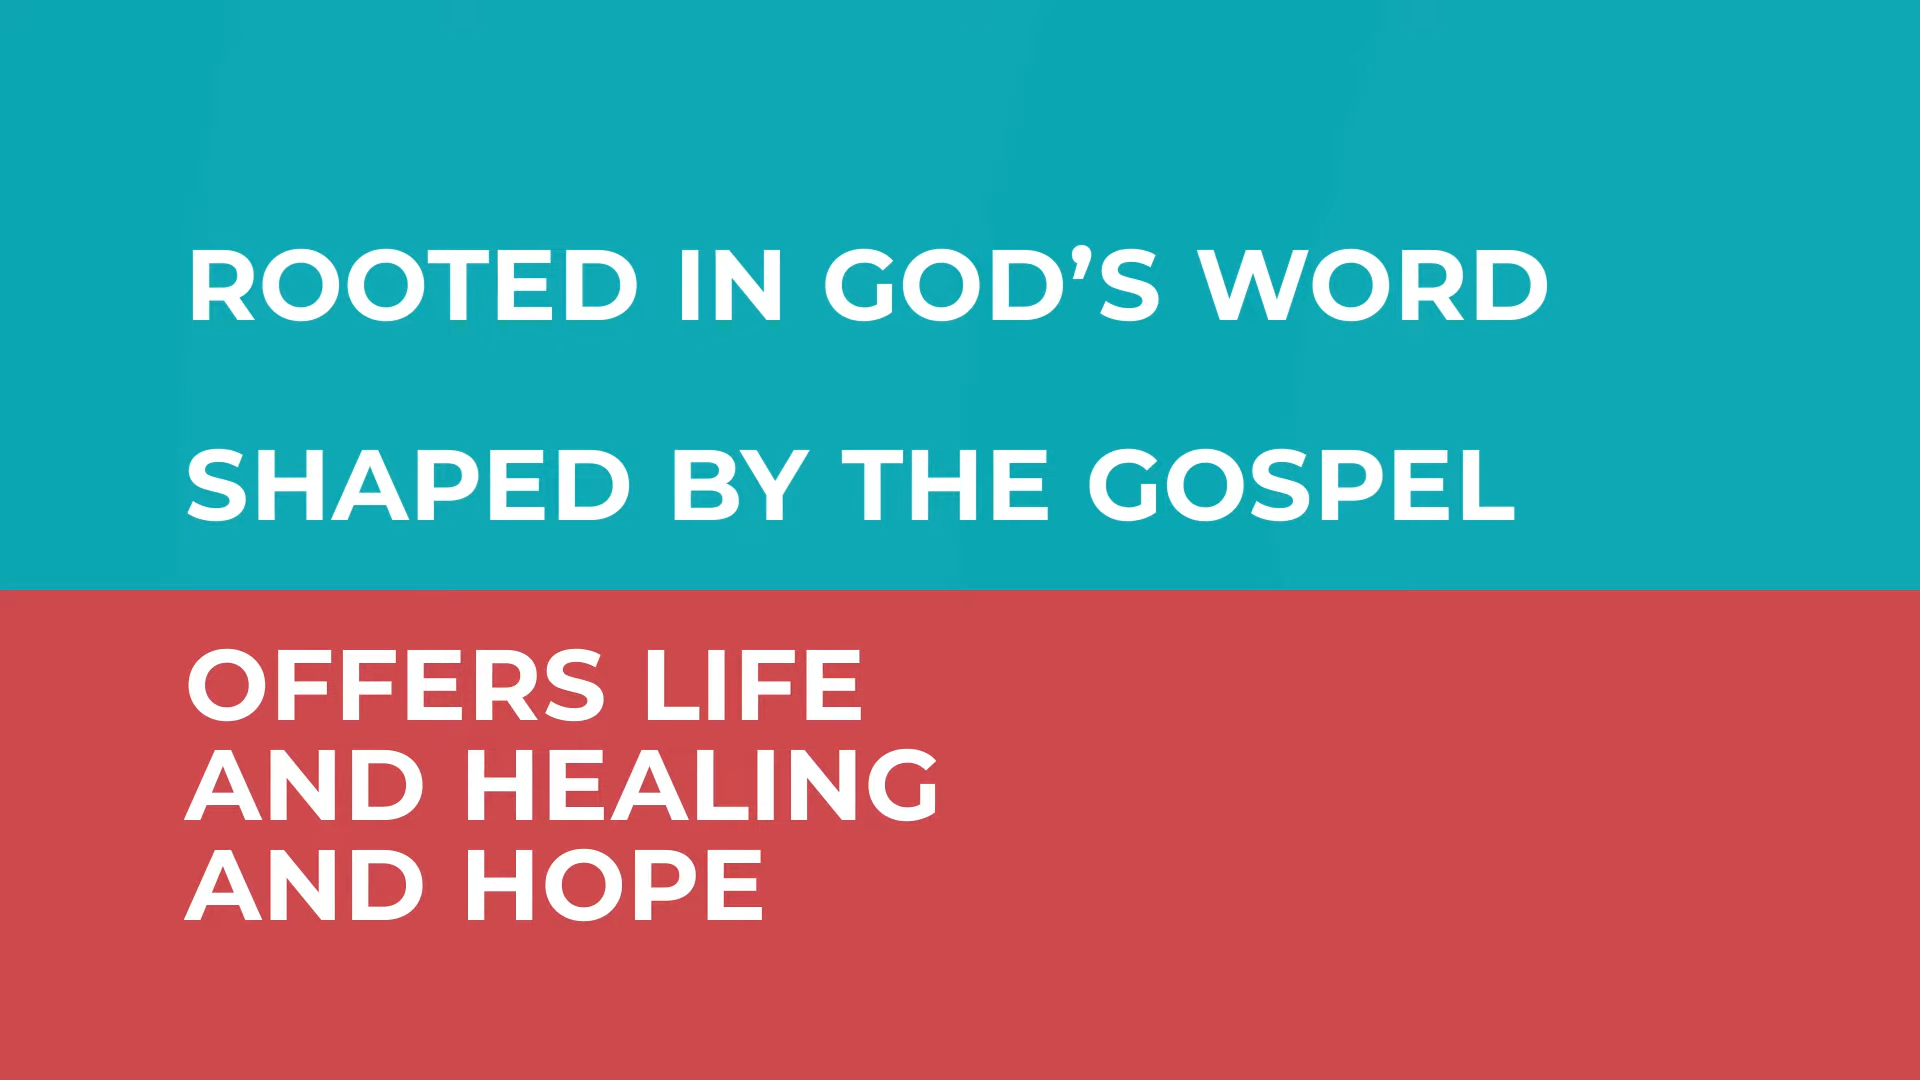 ROOTED IN GOD’S WORD
SHAPED BY THE GOSPEL
OFFERS LIFE
AND HEALING
AND HOPE